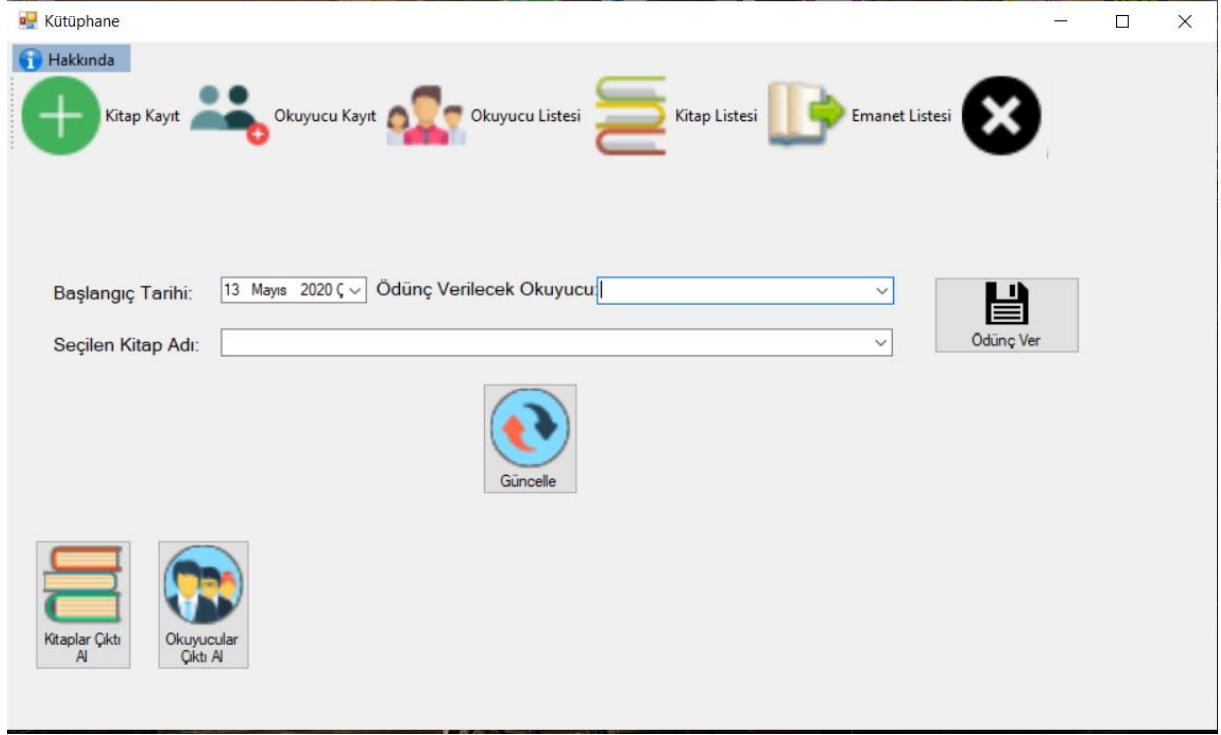 Kütüphane
Hakkında
Kitap Kayıt Okuyucu Kayıt Okuyucu Listesi Kitap Listesi Emanet Listesi
Başlangıç Tarihi: 13 Mayıs 2020 Ç Ödünç Verilecek Okuyucu:
Seçilen Kitap Adı:
Ödünç Ver
Güncelle
Kitaplar Çıktı
Al
Okuyucular
Çıktı Al